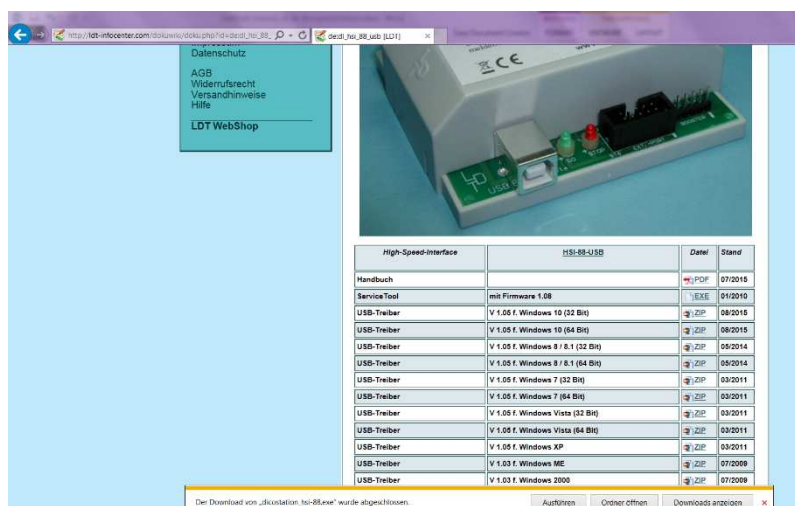 http://ldt-infocenter.com/dokuwiki/doku.php?id=de:dl_hsi_88_
de:dl_hsi_88_usb [LDT]
Datenschutz
AGB
Widerrufsrecht
Versandhinweise
Hilfe
LDT WebShop
CE
LTD
USB
STOP
High-Speed-Interface HSI-88-USB Datei Stand
Handbuch PDF 07/2015
ServiceTool mit Firmware 1.08 EXE 01/2010
USB-Treiber V 1.05 f. Windows 10 (32 Bit) ZIP 08/2015
USB-Treiber V 1.05 f. Windows 10 (64 Bit) ZIP 08/2015
USB-Treiber V 1.05 f. Windows 8 / 8.1 (32 Bit) ZIP 05/2014
USB-Treiber V 1.05 f. Windows 8 / 8.1 (64 Bit) ZIP 05/2014
USB-Treiber V 1.05 f. Windows 7 (32 Bit) ZIP 03/2011
USB-Treiber V 1.05 f. Windows 7 (64 Bit) ZIP 03/2011
USB-Treiber V 1.05 f. Windows Vista (32 Bit) ZIP 03/2011
USB-Treiber V 1.05 f. Windows Vista (64 Bit) ZIP 03/2011
USB-Treiber V 1.05 f. Windows XP ZIP 03/2011
USB-Treiber V 1.03 f. Windows ME ZIP 07/2009
USB-Treiber V 1.03 f. Windows 2000 ZIP 07/2009
Der Download von „dicostation_hsi-88.exe" wurde abgeschlossen.
Ausführen Ordner öffnen Downloads anzeigen